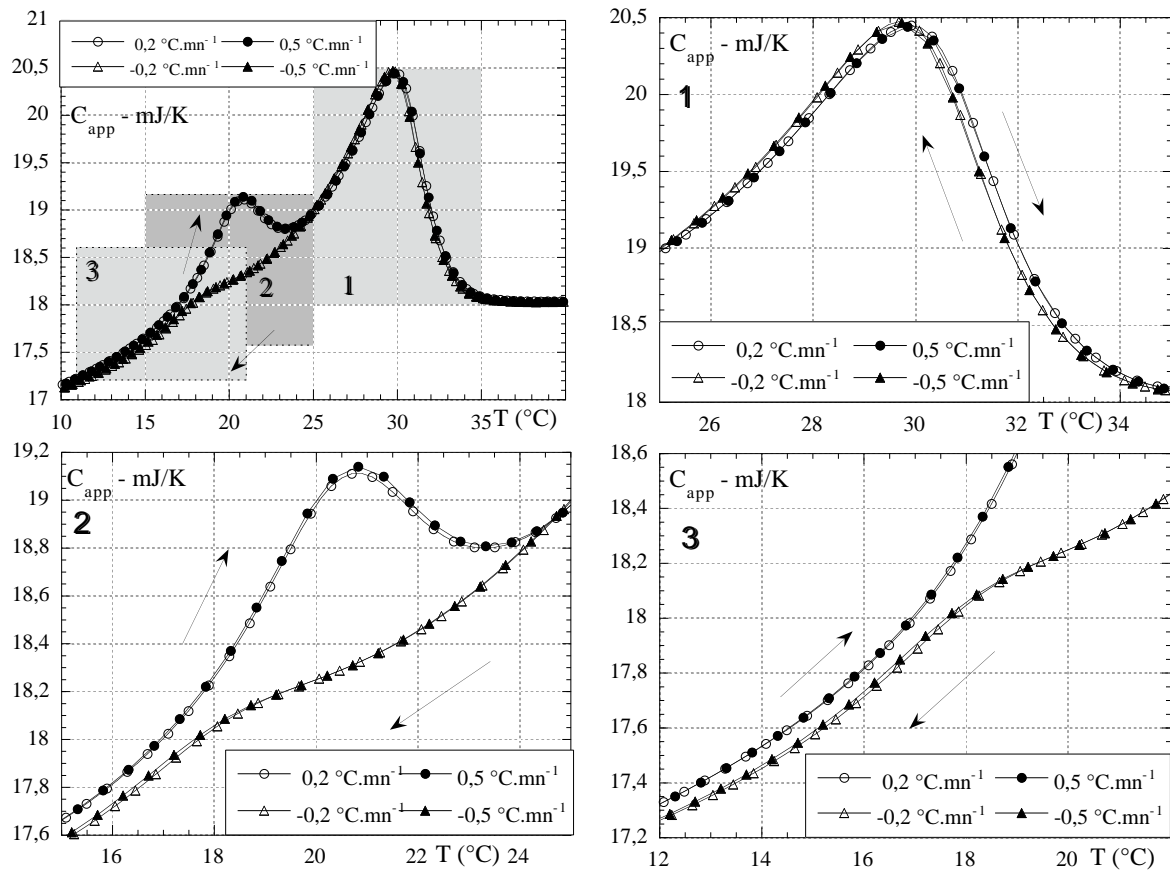 21
20,5
20
19,5
19
18,5
18
17,5
17
0,2 °C.mn-1
0,5 °C.mn-1
-0,2 °C.mn-1
-0,5 °C.mn-1
Capp - mJ/K
3
2
1
10 15 20 25 30 35 T (°C)
20,5
20
19,5
19
18,5
18
Capp - mJ/K
1
0,2 °C.mn-1
0,5 °C.mn-1
-0,2 °C.mn-1
-0,5 °C.mn-1
26 28 30 32 T (°C) 34
19,2
19
18,8
18,6
18,4
18,2
18
17,8
17,6
Capp - mJ/K
2
0,2 °C.mn-1
0,5 °C.mn-1
-0,2 °C.mn-1
-0,5 °C.mn-1
16 18 20 22 T (°C) 24
18,6
18,4
18,2
18
17,8
17,6
17,4
17,2
Capp - mJ/K
3
0,2 °C.mn-1
0,5 °C.mn-1
-0,2 °C.mn-1
-0,5 °C.mn-1
12 14 16 18 T (°C) 20